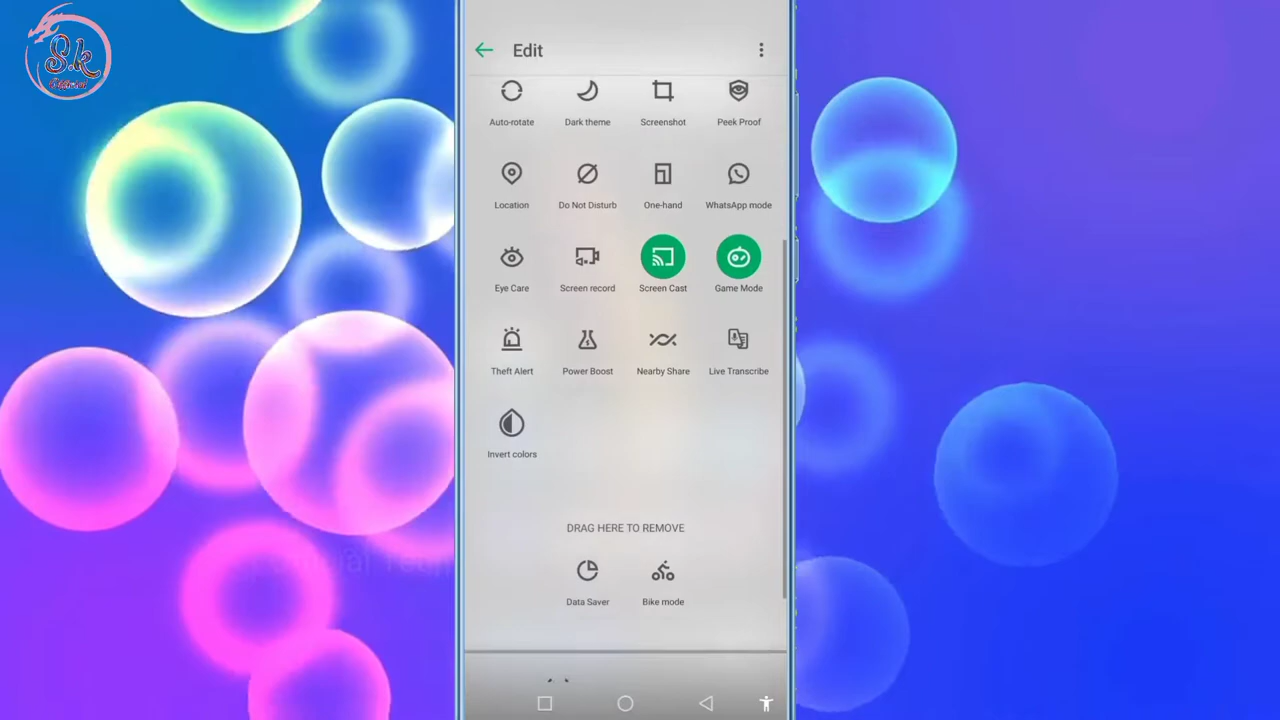 S.k
Edit
Auto-rotate Dark theme Screenshot Peek Proof
Location Do Not Disturb One-hand WhatsApp mode
Eye Care Screen record Screen Cast Game Mode
Theft Alert Power Boost Nearby Share Live Transcribe
Invert colors
DRAG HERE TO REMOVE
Data Saver Bike mode